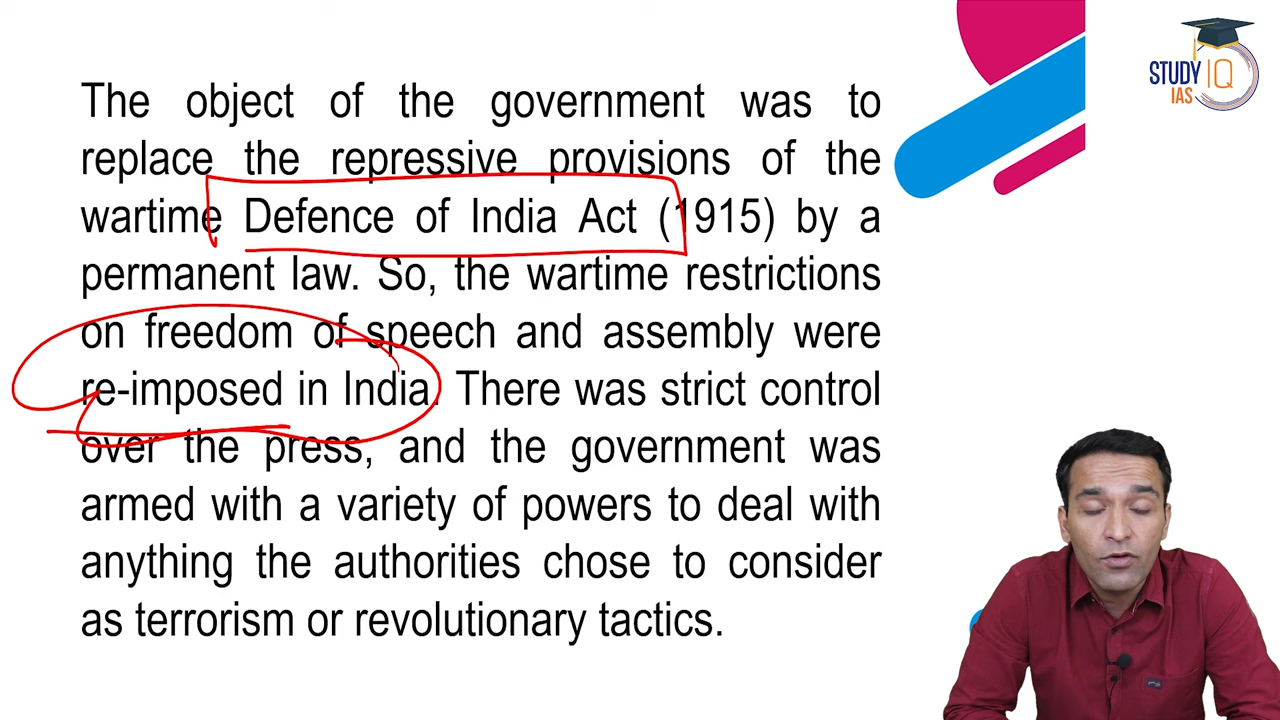 The object of the government was to
replace the repressive provisions of the
wartime Defence of India Act (1915) by a
permanent law. So, the wartime restrictions
on freedom of speech and assembly were
re-imposed in India. There was strict control
over the press, and the government was
armed with a variety of powers to deal with
anything the authorities chose to consider
as terrorism or revolutionary tactics.
STUDY IQ
IAS